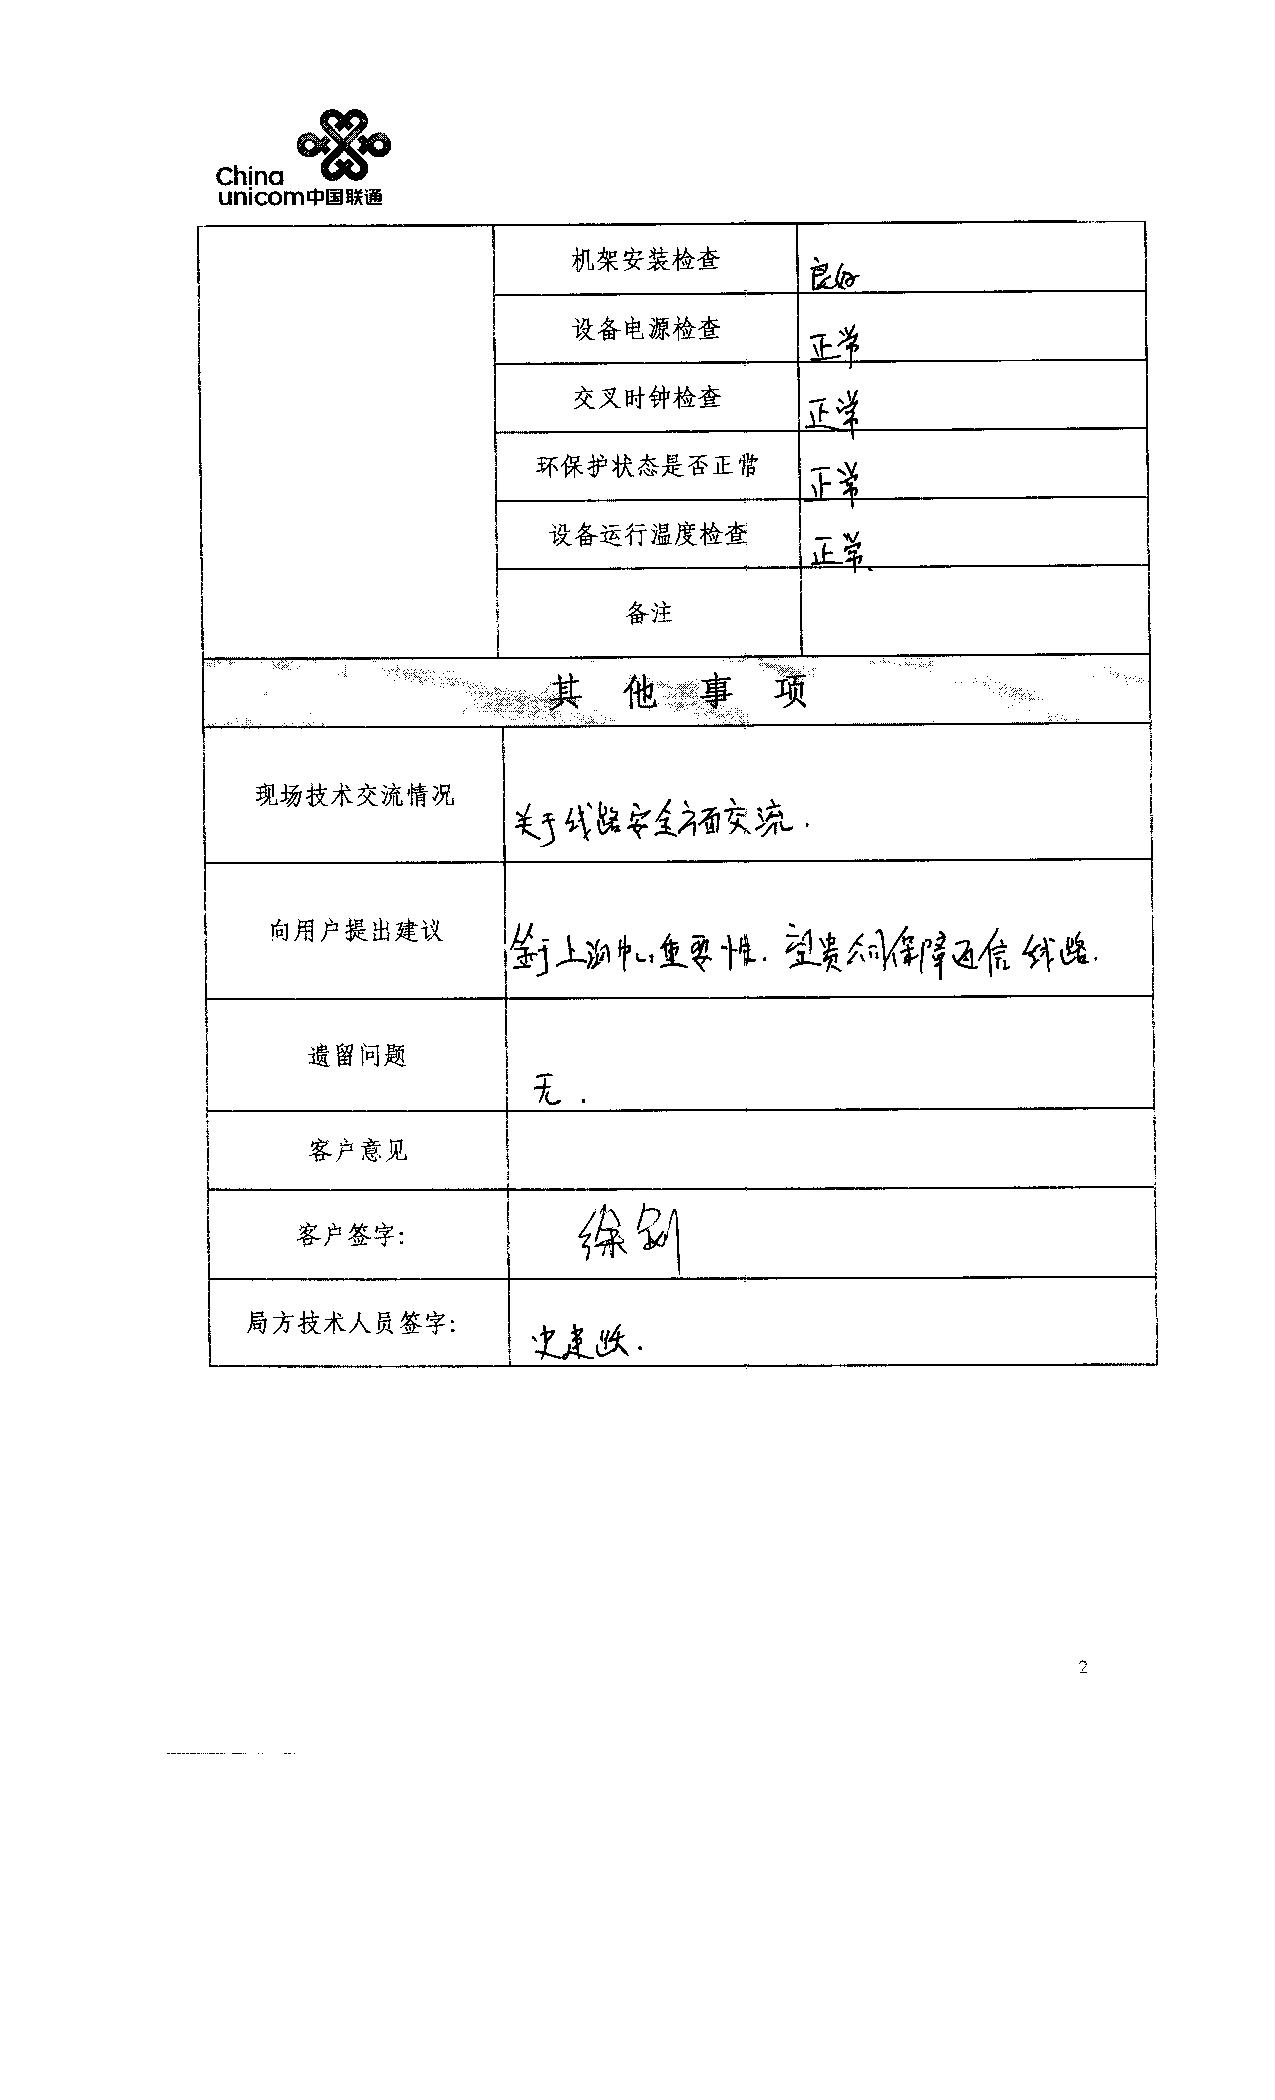 China
unicom中国联通
机架安装检查 良好
设备电源检查 正常
交叉时钟检查 正常
环保护状态是否正常 正常
设备运行温度检查 正常.
备注
其 他 事 项
现场技术交流情况 关于线路安全方面交流.
向用户提出建议 鉴于上海中心重要性. 望贵公司保障通信线路.
遗留问题 无.
客户意见
客户签字: 徐
局方技术人员签字: 史建跃.
2